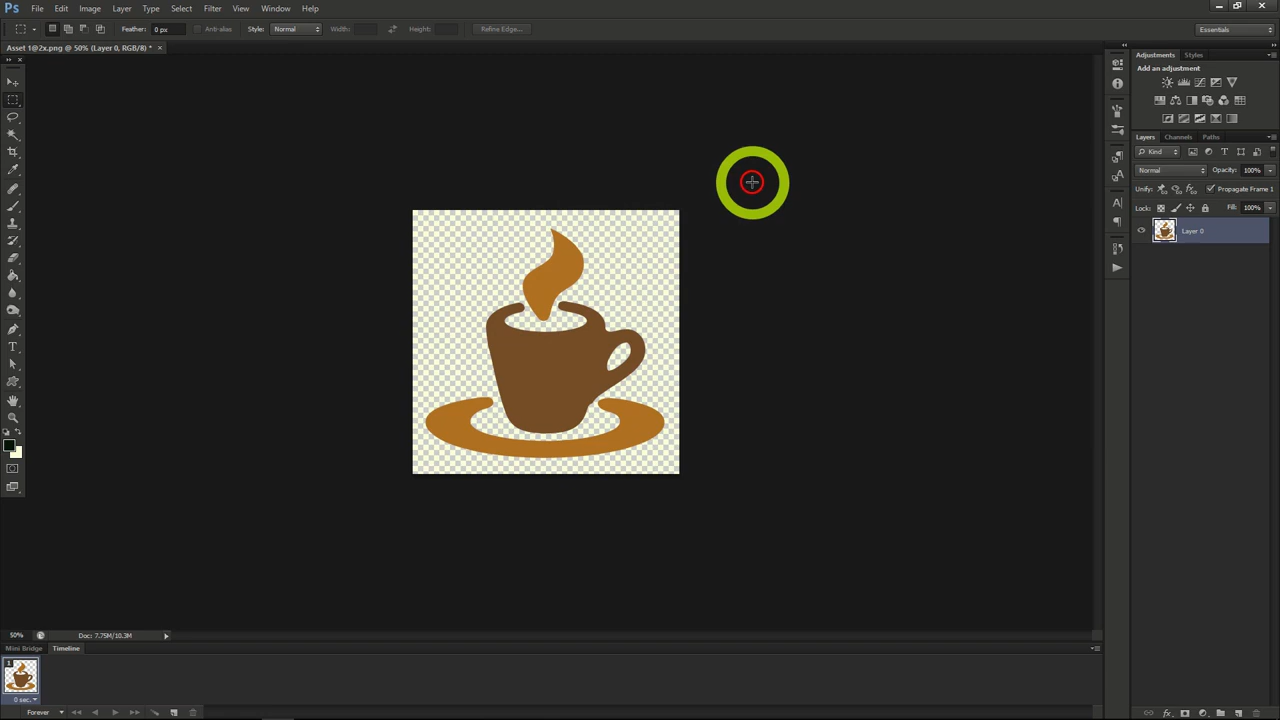 Ps File Edit Image Layer Type Select Filter View Window Help
Feather: 0 px Anti-alias Style: Normal Width: Height: Refine Edge... Essentials
Asset 1@2x.png @ 50% (Layer 0, RGB/8) * ×
Adjustments Styles
Add an adjustment
Layers Channels Paths
Kind
Normal Opacity: 100%
Unify: Propagate Frame 1
Lock: Fill: 100%
Layer 0
50% Doc: 7.75M/10.3M
Mini Bridge Timeline
1
0 sec.
Forever